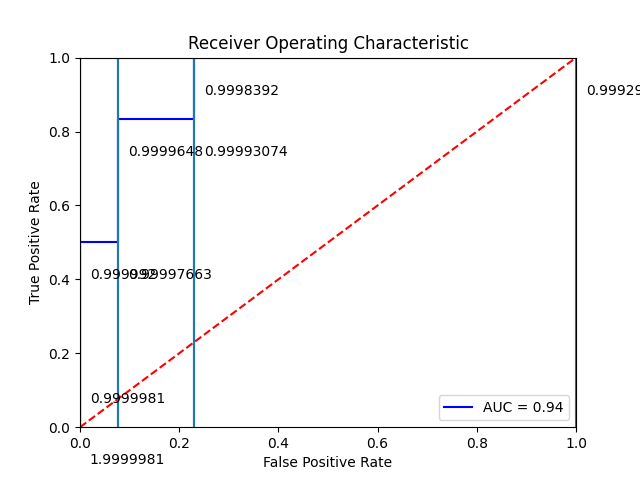 Receiver Operating Characteristic
1.0
0.9998392
0.99929
0.8
0.9999648
0.99993074
0.6
True Positive Rate
0.4
0.999992
0.99997663
0.2
0.9999981
AUC = 0.94
0.0
0.0 0.2 0.4 0.6 0.8 1.0
1.9999981
False Positive Rate